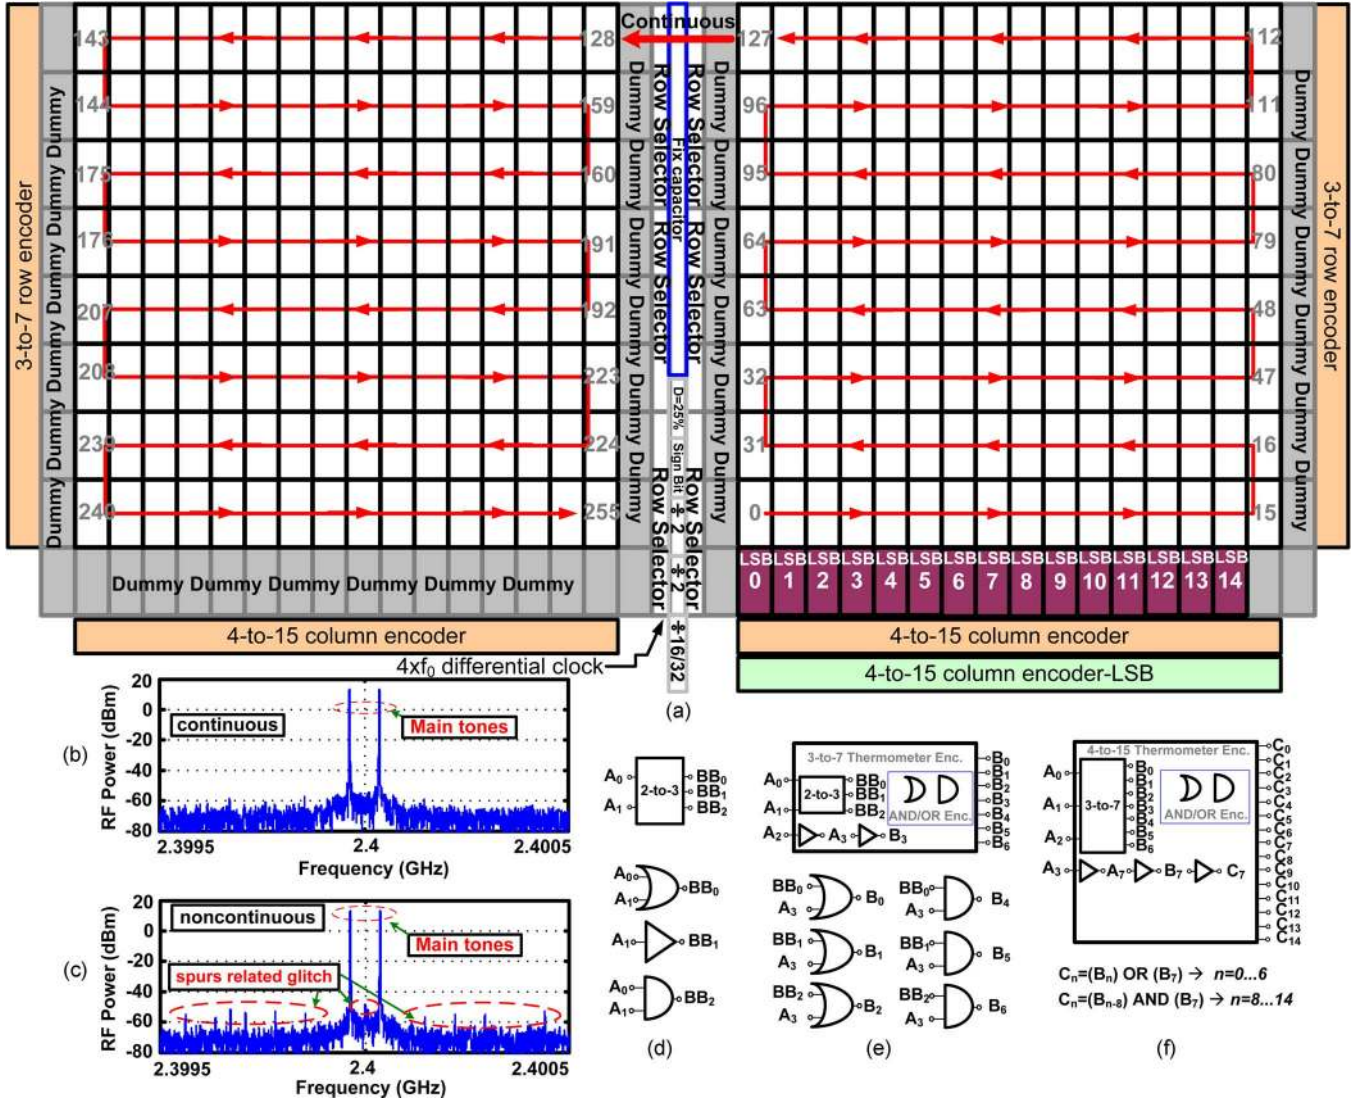 Continuous
143 128 127 112
144 159 96 111
175 160 95 80
176 191 64 79
207 192 63 48
208 223 32 47
239 224 31 16
240 255 0 15
3-to-7 row encoder
Dummy Dummy Dummy Dummy Dummy Dummy
Dummy Dummy Dummy Dummy Dummy Dummy
Row Selector Row Selector Row Selector
Fix capacitor
D=25% Sign Bit ÷2 ÷2 ÷16/32
Row Selector Row Selector Row Selector
Dummy Dummy Dummy Dummy Dummy Dummy
Dummy Dummy Dummy Dummy Dummy Dummy
3-to-7 row encoder
Dummy Dummy Dummy Dummy Dummy Dummy
LSB LSB LSB LSB LSB LSB LSB LSB LSB LSB LSB LSB LSB LSB LSB
0 1 2 3 4 5 6 7 8 9 10 11 12 13 14
4-to-15 column encoder
4-to-15 column encoder
4xf0 differential clock
4-to-15 column encoder-LSB
(a)
(b)
RF Power (dBm)
20
0
-20
-40
-60
-80
continuous
Main tones
2.3995 2.4 2.4005
Frequency (GHz)
(c)
RF Power (dBm)
20
0
-20
-40
-60
-80
noncontinuous
Main tones
spurs related glitch
2.3995 2.4 2.4005
Frequency (GHz)
A0 BB0
2-to-3 BB1
A1 BB2
A0 BB0
A1
A1 BB1
A0 BB2
A1
(d)
3-to-7 Thermometer Enc.
A0 BB0
2-to-3 BB1
A1 BB2
AND/OR Enc.
A2 A3 B3
B0
B1
B2
B3
B4
B5
B6
BB0 B0 BB0 B4
A3 A3
BB1 B1 BB1 B5
A3 A3
BB2 B2 BB2 B6
A3 A3
(e)
4-to-15 Thermometer Enc.
A0
A1
A2
3-to-7
B0
B1
B2
B3
B4
B5
B6
AND/OR Enc.
A3 A7 B7 C7
C0
C1
C2
C3
C4
C5
C6
C7
C8
C9
C10
C11
C12
C13
C14
Cn=(Bn) OR (B7) → n=0...6
Cn=(Bn-8) AND (B7) → n=8...14
(f)